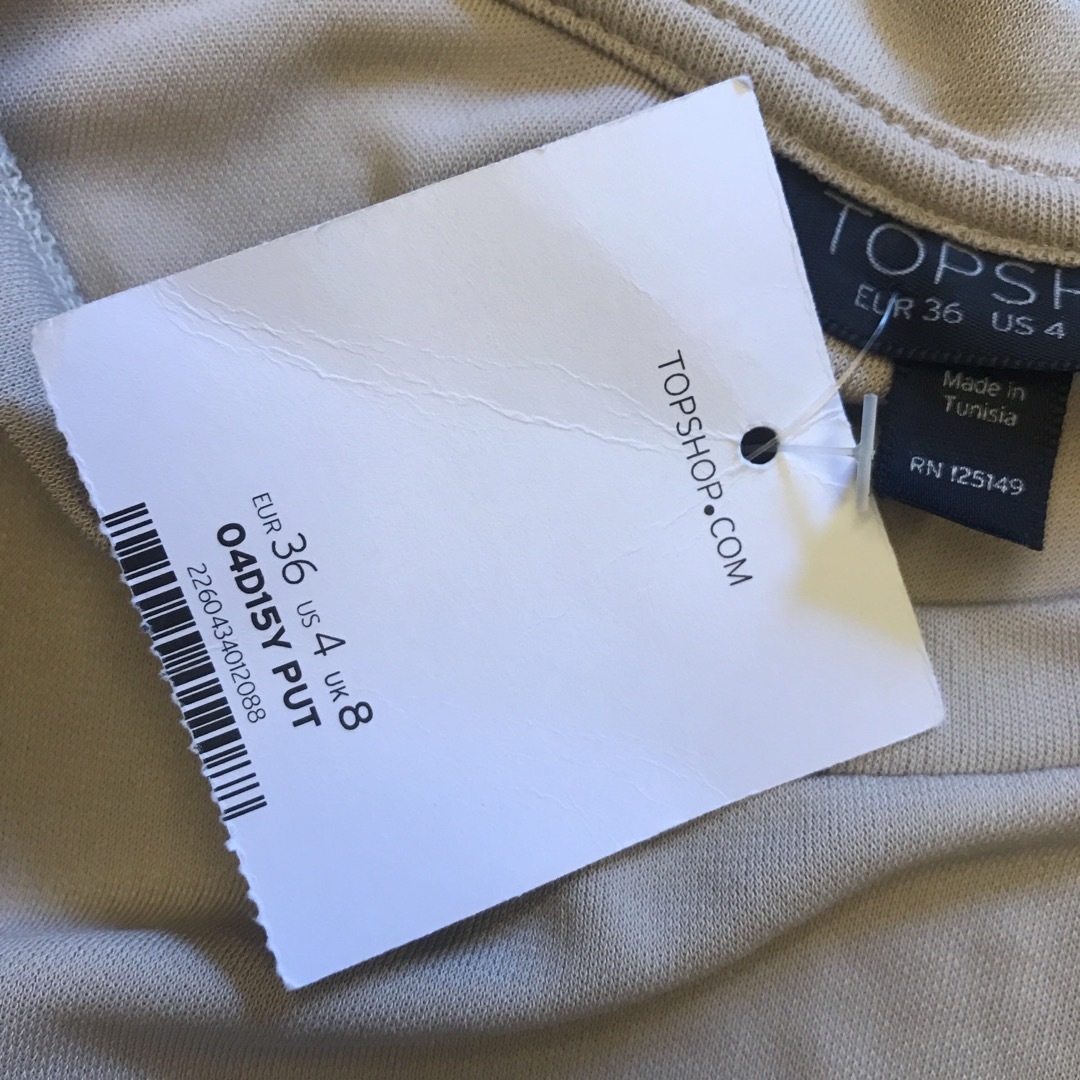 TOPSHOP.COM
EUR 36 US 4 UK 8
04D15Y PUT
2260434012088
TOPSH
EUR 36 US 4
Made in
Tunisia
RN 125149